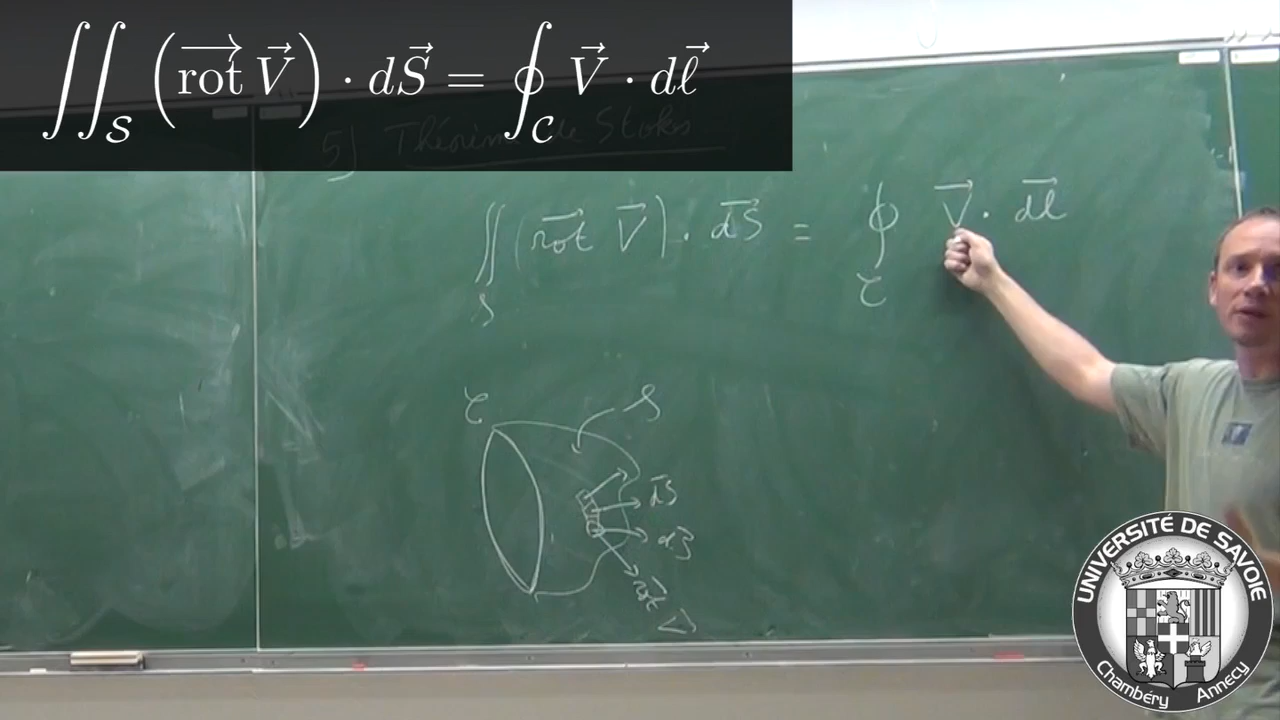 ∬_S (rot⃗ V⃗) · dS⃗ = ∮_C V⃗ · dℓ⃗
5) Théorème de Stokes
∬_S (rot⃗ V⃗) · dS⃗ = ∮_C V⃗ · dℓ⃗
C S
dS⃗
dS⃗
rot⃗
UNIVERSITÉ DE SAVOIE
Chambéry Annecy